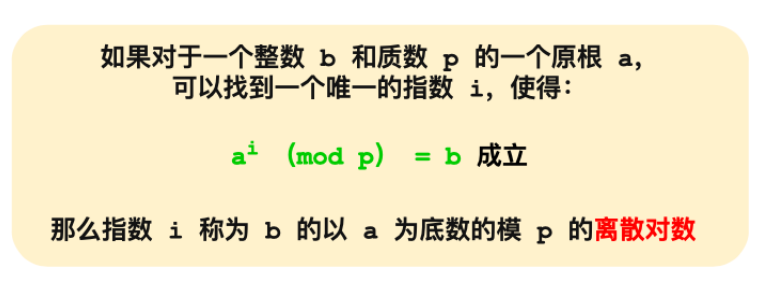 如果对于一个整数 b 和质数 p 的一个原根 a，
可以找到一个唯一的指数 i，使得：
aⁱ （mod p） = b 成立
那么指数 i 称为 b 的以 a 为底数的模 p 的离散对数